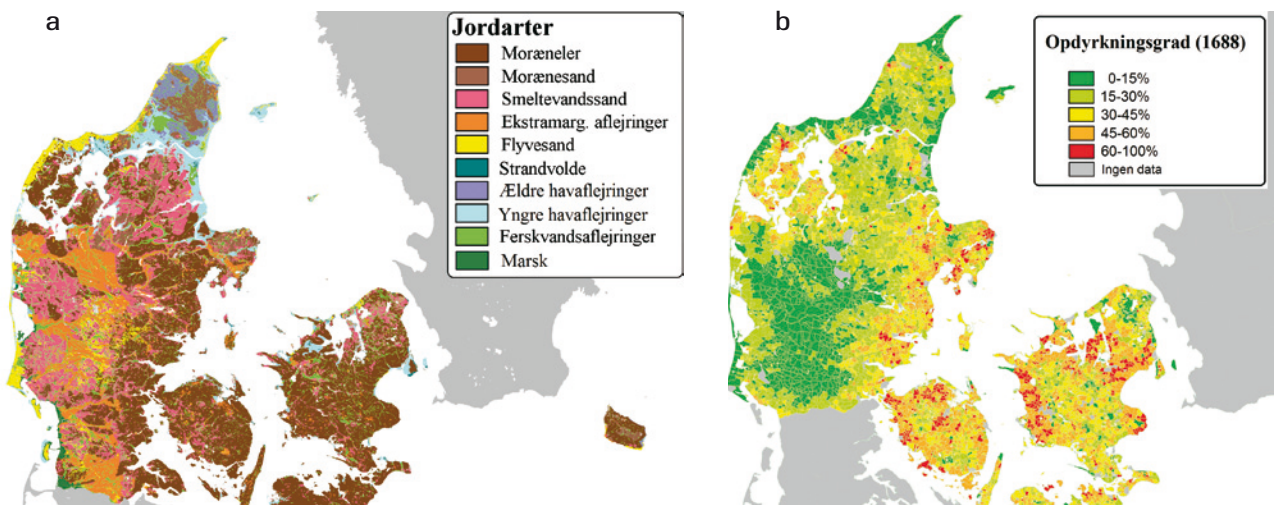 a
Jordarter
Moræneler
Morænesand
Smeltevandssand
Ekstramarg. aflejringer
Flyvesand
Strandvolde
Ældre havaflejringer
Yngre havaflejringer
Ferskvandsaflejringer
Marsk
b
Opdyrkningsgrad (1688)
0-15%
15-30%
30-45%
45-60%
60-100%
Ingen data